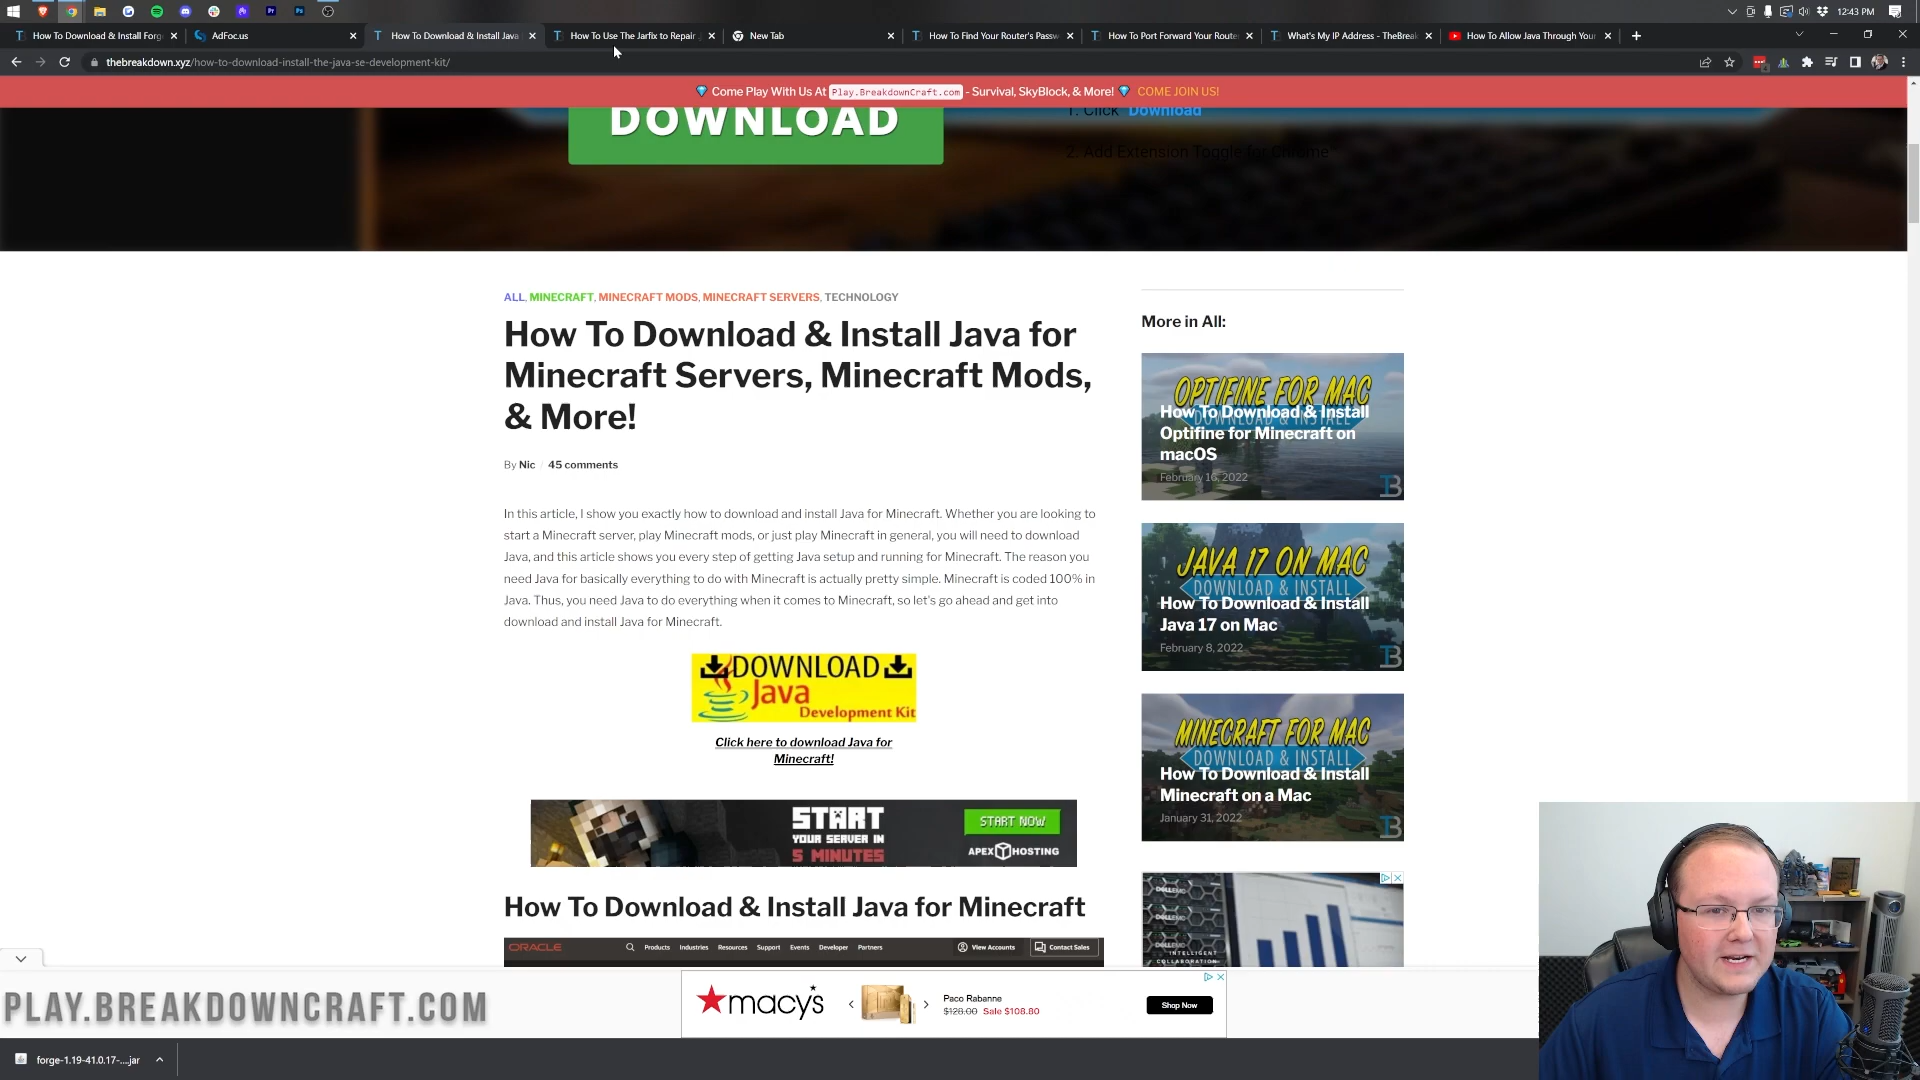 12:43 PM
How To Download & Install Forg
AdFoc.us
How To Download & Install Java
How To Use The Jarfix to Repair
New Tab
How To Find Your Router's Passw
How To Port Forward Your Route
What's My IP Address - TheBreak
How To Allow Java Through Your
thebreakdown.xyz/how-to-download-install-the-java-se-development-kit/
Come Play With Us At Play.BreakdownCraft.com - Survival, SkyBlock, & More! COME JOIN US!
DOWNLOAD
1. Click Download
2. Add Extension Toggle for Chrome
ALL, MINECRAFT, MINECRAFT MODS, MINECRAFT SERVERS, TECHNOLOGY
How To Download & Install Java for
Minecraft Servers, Minecraft Mods,
& More!
By Nic / 45 comments
In this article, I show you exactly how to download and install Java for Minecraft. Whether you are looking to
start a Minecraft server, play Minecraft mods, or just play Minecraft in general, you will need to download
Java, and this article shows you every step of getting Java setup and running for Minecraft. The reason you
need Java for basically everything to do with Minecraft is actually pretty simple. Minecraft is coded 100% in
Java. Thus, you need Java to do everything when it comes to Minecraft, so let's go ahead and get into
download and install Java for Minecraft.
DOWNLOAD
Java
Development Kit
Click here to download Java for
Minecraft!
START
YOUR SERVER IN
5 MINUTES
START NOW
APEX HOSTING
How To Download & Install Java for Minecraft
ORACLE
Products
Industries
Resources
Support
Events
Developer
Partners
View Accounts
Contact Sales
More in All:
OPTIFINE FOR MAC
DOWNLOAD & INSTALL
How To Download & Install
Optifine for Minecraft on
macOS
February 16, 2022
TB
JAVA 17 ON MAC
DOWNLOAD & INSTALL
How To Download & Install
Java 17 on Mac
February 8, 2022
TB
MINECRAFT FOR MAC
DOWNLOAD & INSTALL
How To Download & Install
Minecraft on a Mac
January 31, 2022
TB
DELLEMC
INTELLIGENT
COLLABORATION
PLAY.BREAKDOWNCRAFT.COM
macy's
Paco Rabanne
$128.00 Sale $108.80
Shop Now
forge-1.19-41.0.17-....jar